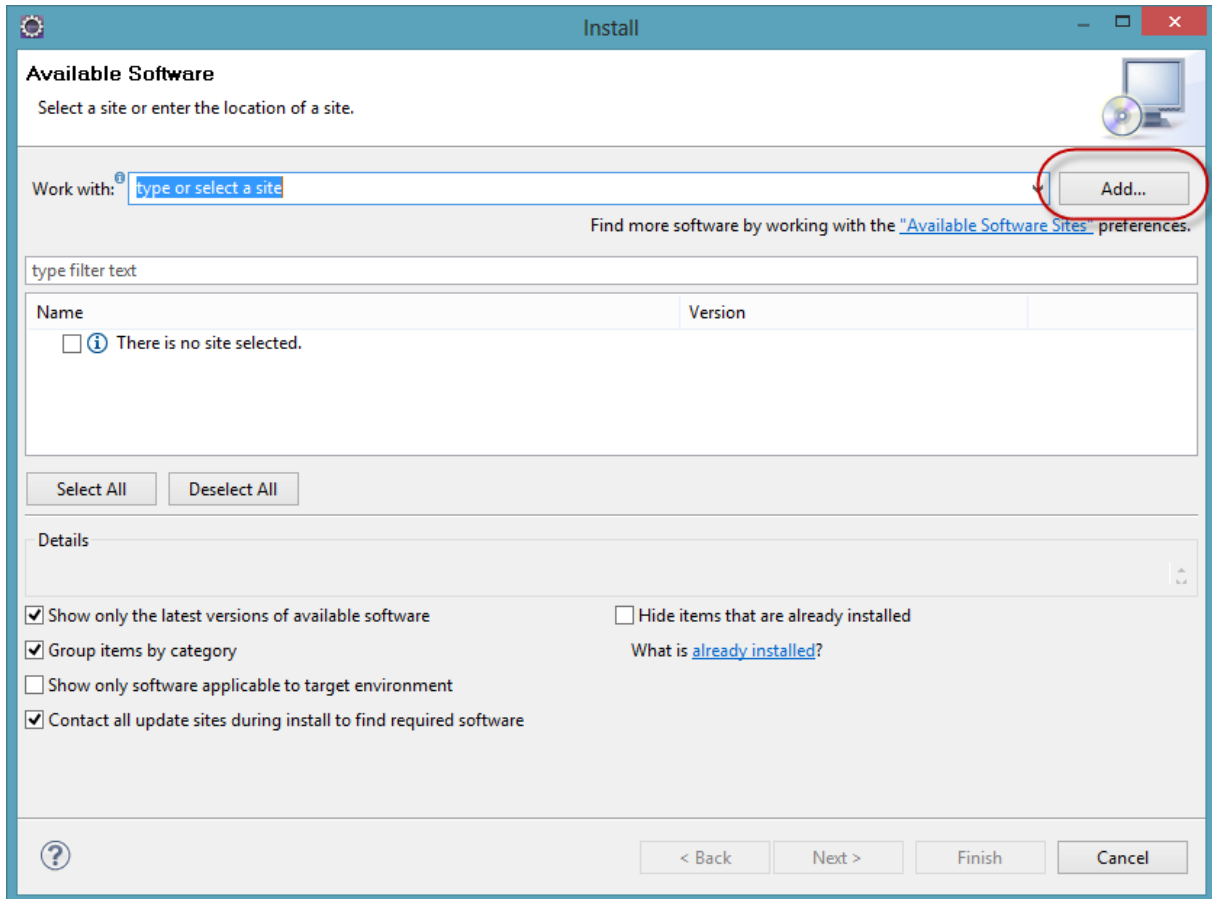 Install
Available Software
Select a site or enter the location of a site.
Work with: type or select a site Add...
Find more software by working with the "Available Software Sites" preferences.
type filter text
Name Version
There is no site selected.
Select All Deselect All
Details
Show only the latest versions of available software Hide items that are already installed
Group items by category What is already installed?
Show only software applicable to target environment
Contact all update sites during install to find required software
< Back Next > Finish Cancel